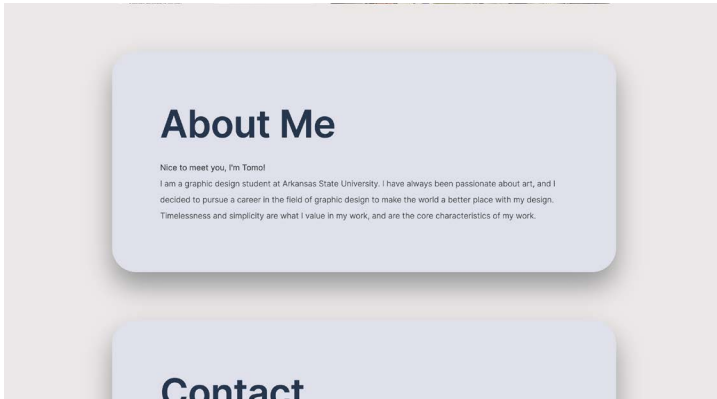 About Me
Nice to meet you, I'm Tomo!
I am a graphic design student at Arkansas State University. I have always been passionate about art, and I
decided to pursue a career in the field of graphic design to make the world a better place with my design.
Timelessness and simplicity are what I value in my work, and are the core characteristics of my work.
Contact